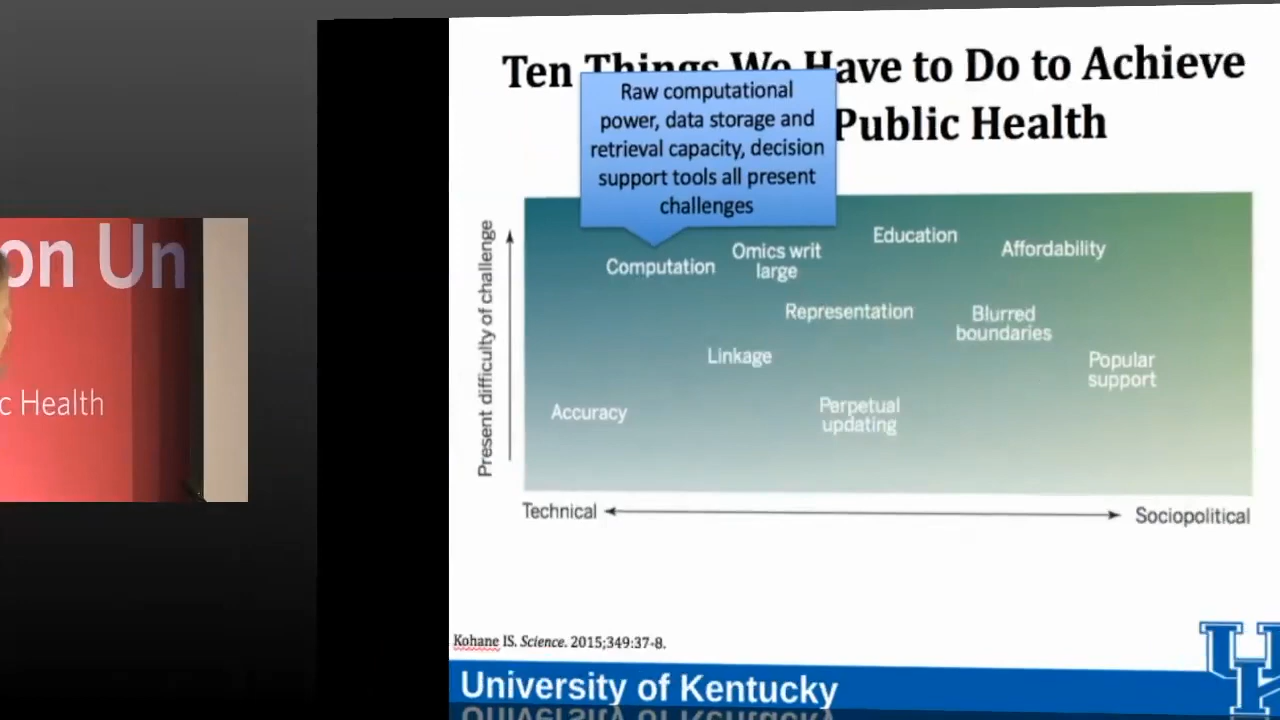 on Un
c Health
Ten Things We Have to Do to Achieve
Public Health
Raw computational
power, data storage and
retrieval capacity, decision
support tools all present
challenges
Present difficulty of challenge
Computation
Omics writ
large
Education
Affordability
Representation
Blurred
boundaries
Linkage
Popular
support
Accuracy
Perpetual
updating
Technical
Sociopolitical
Kohane IS. Science. 2015;349:37-8.
University of Kentucky
UK